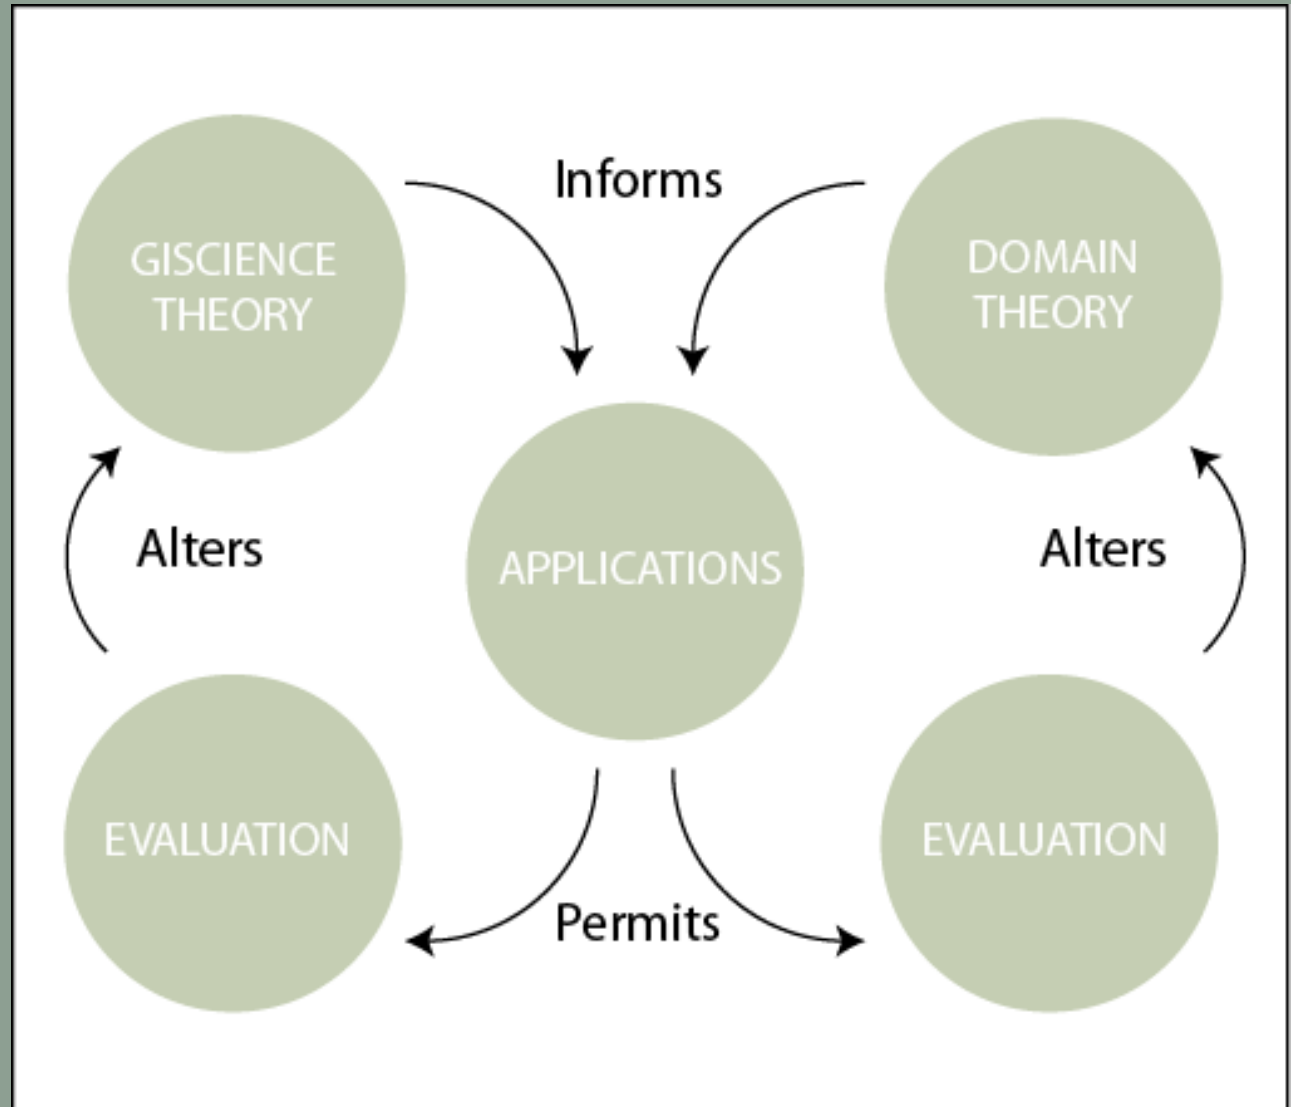 Informs
GISCIENCE
THEORY
DOMAIN
THEORY
Alters
APPLICATIONS
Alters
EVALUATION
EVALUATION
Permits